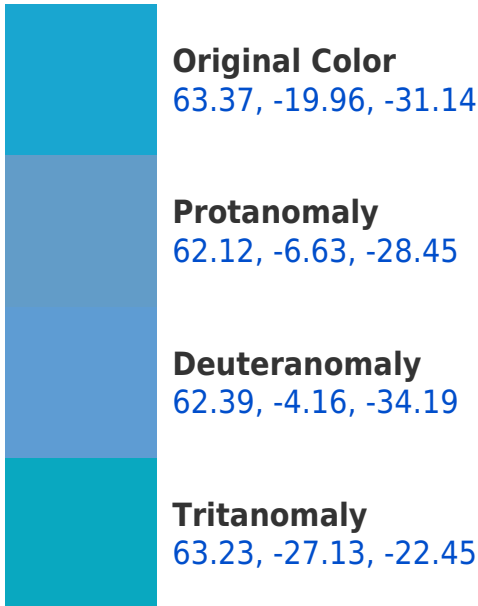 Original Color
63.37, -19.96, -31.14
Protanomaly
62.12, -6.63, -28.45
Deuteranomaly
62.39, -4.16, -34.19
Tritanomaly
63.23, -27.13, -22.45